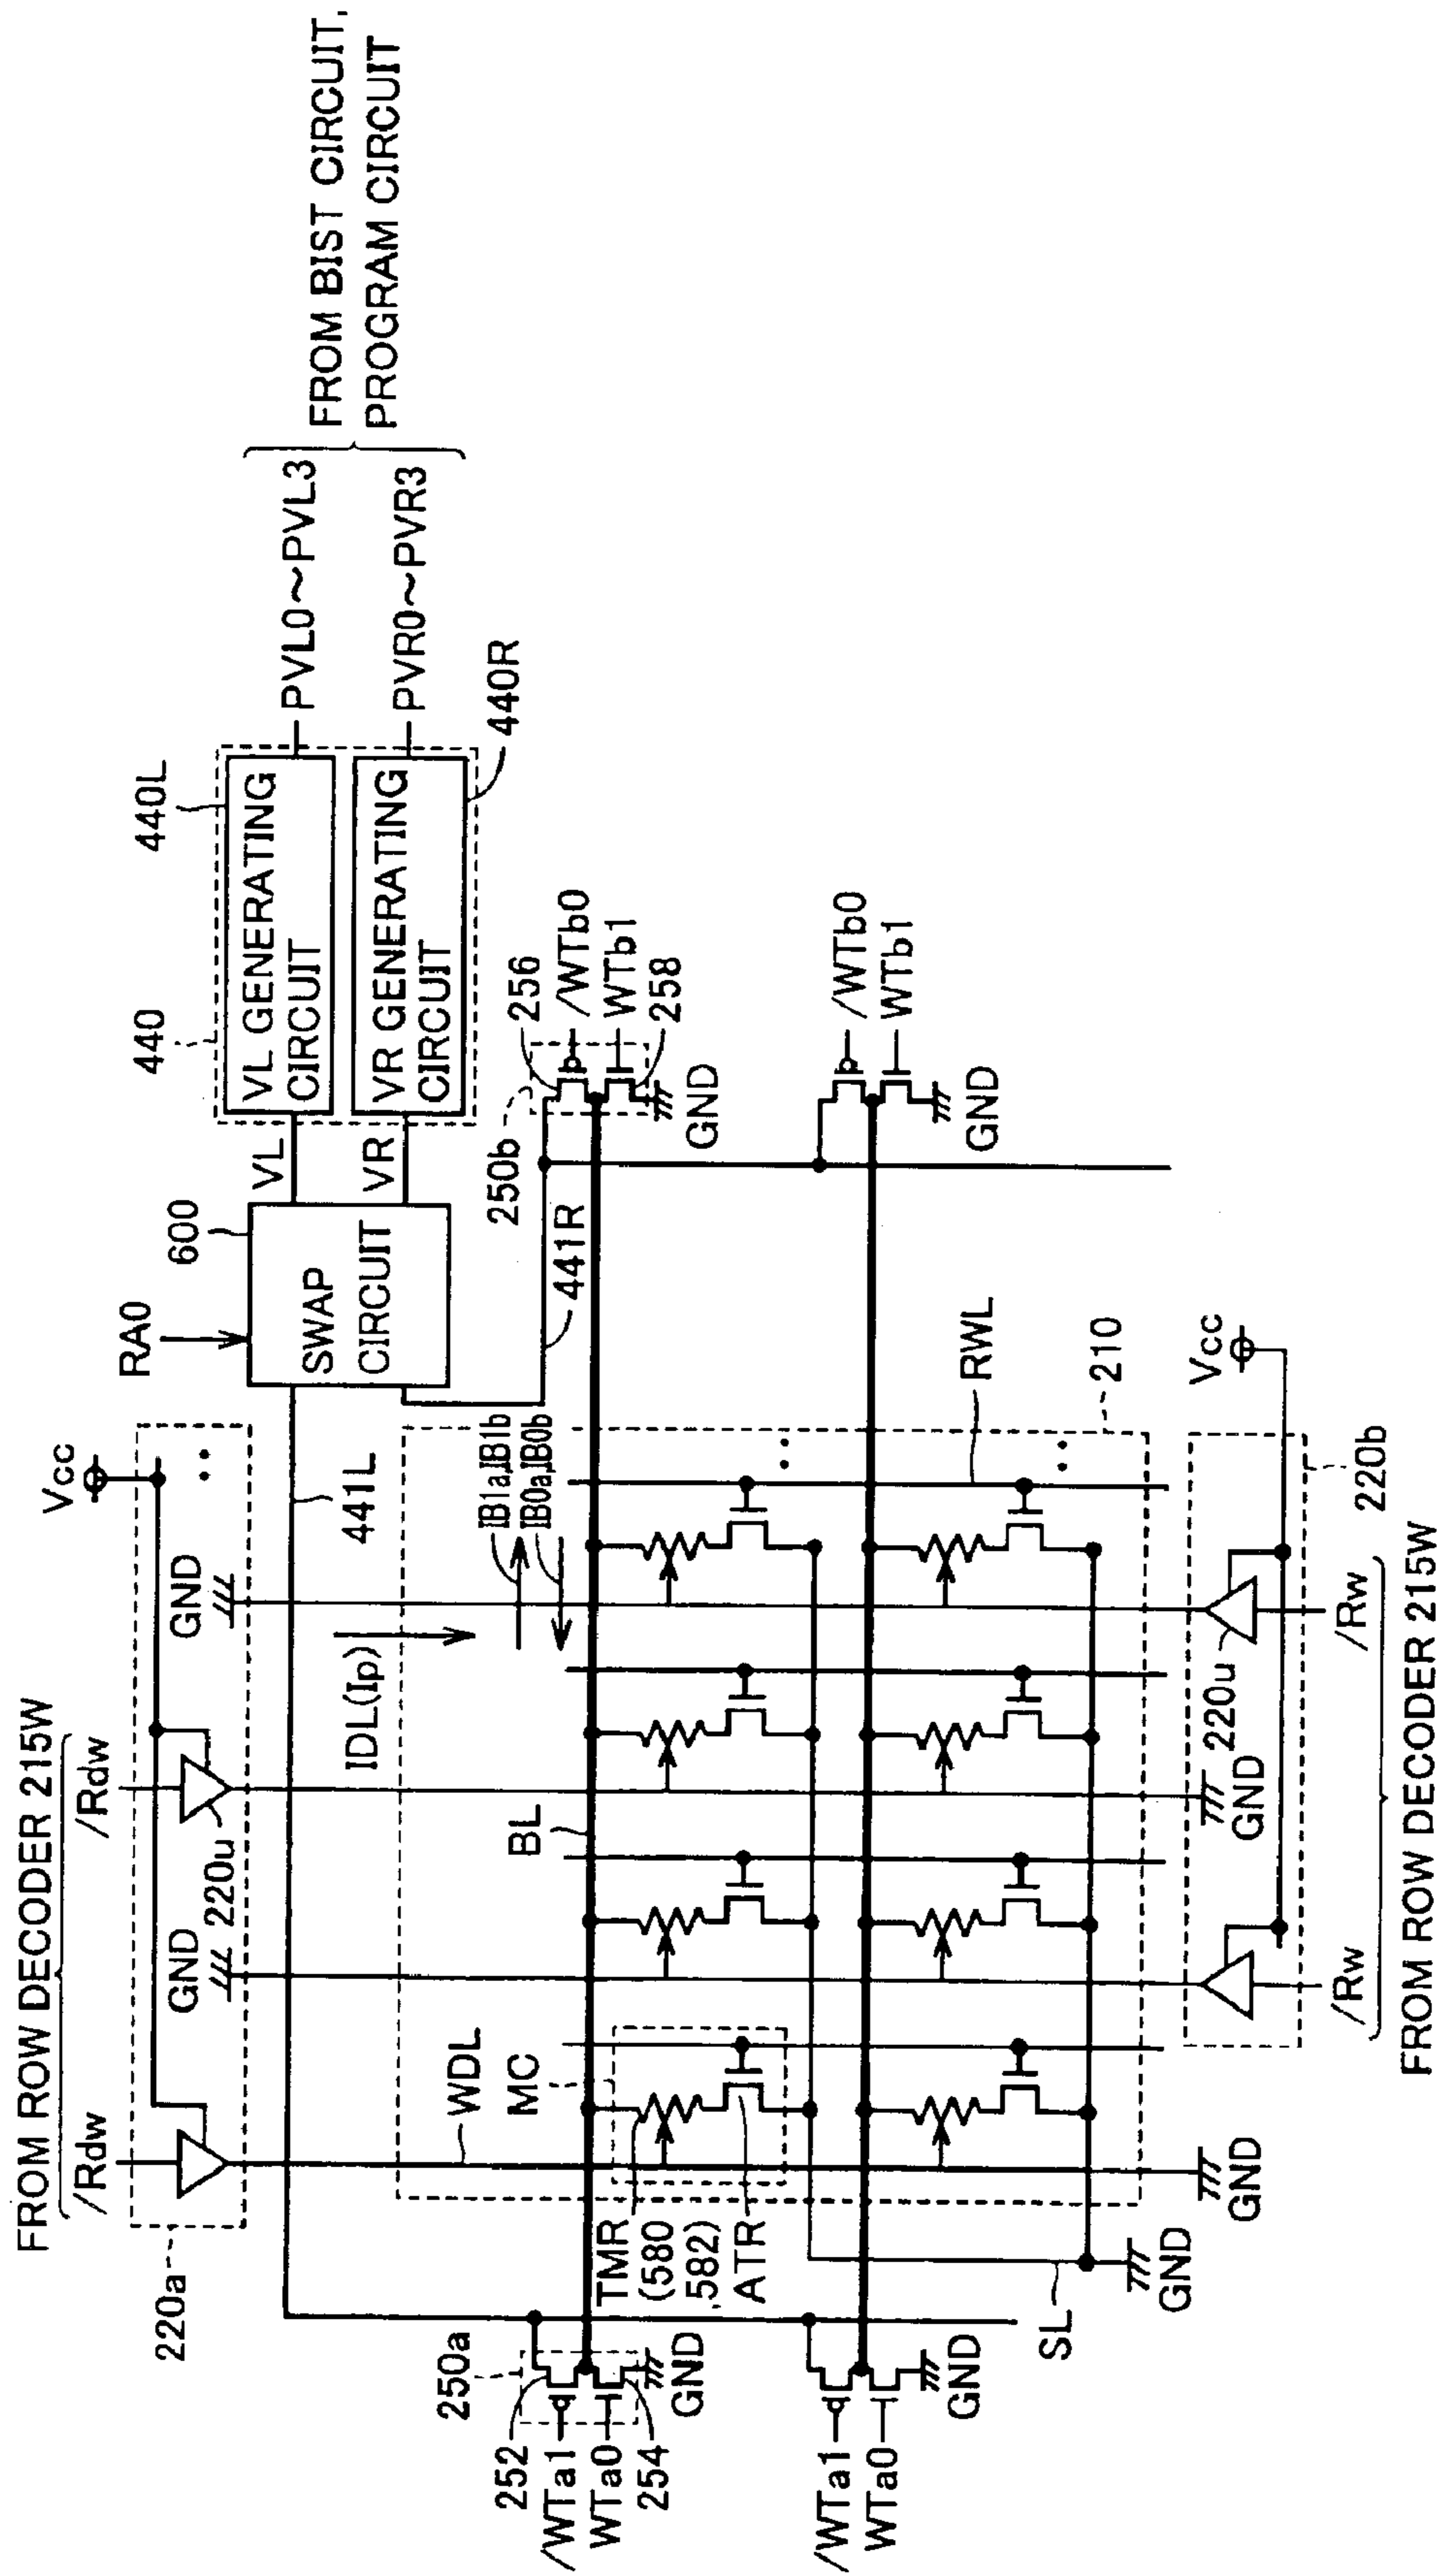 FROM ROW DECODER 215W
/Rdw
/Rdw
Vcc
RA0
600
440
440L
220a
GND
220u
GND
441L
SWAP
CIRCUIT
VL
VR
VL GENERATING
CIRCUIT
VR GENERATING
CIRCUIT
PVL0~PVL3
PVR0~PVR3
FROM BIST CIRCUIT,
PROGRAM CIRCUIT
440R
IDL(Ip)
IB1a,IB1b
IB0a,IB0b
441R
250b
256
/WTb0
WTb1
258
GND
250a
252
/WTa1
WTa0
254
GND
WDL
MC
BL
TMR
(580
,582)
ATR
RWL
210
/WTb0
WTb1
GND
/WTa1
WTa0
GND
SL
GND
GND
GND
220u
Vcc
220b
/Rw
/Rw
FROM ROW DECODER 215W